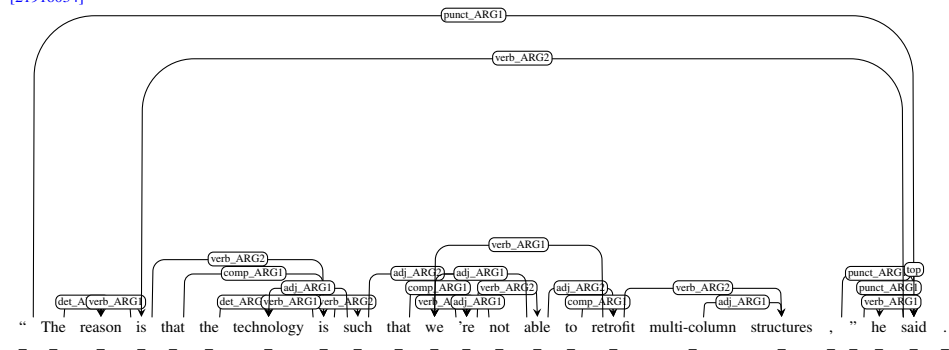 punct_ARG1
verb_ARG2
verb_ARG1
verb_ARG2
comp_ARG1 adj_ARG2 adj_ARG1 punct_ARG1 top
adj_ARG1 comp_ARG1 verb_ARG2 adj_ARG2 verb_ARG2 punct_ARG1
verb_ARG1 verb_ARG1 verb_ARG2 adj_ARG1 comp_ARG1 adj_ARG1 verb_ARG1
“ The reason is that the technology is such that we ’re not able to retrofit multi-column structures , ” he said .
_ _ _ _ _ _ _ _ _ _ _ _ _ _ _ _ _ _ _ _ _ _ _